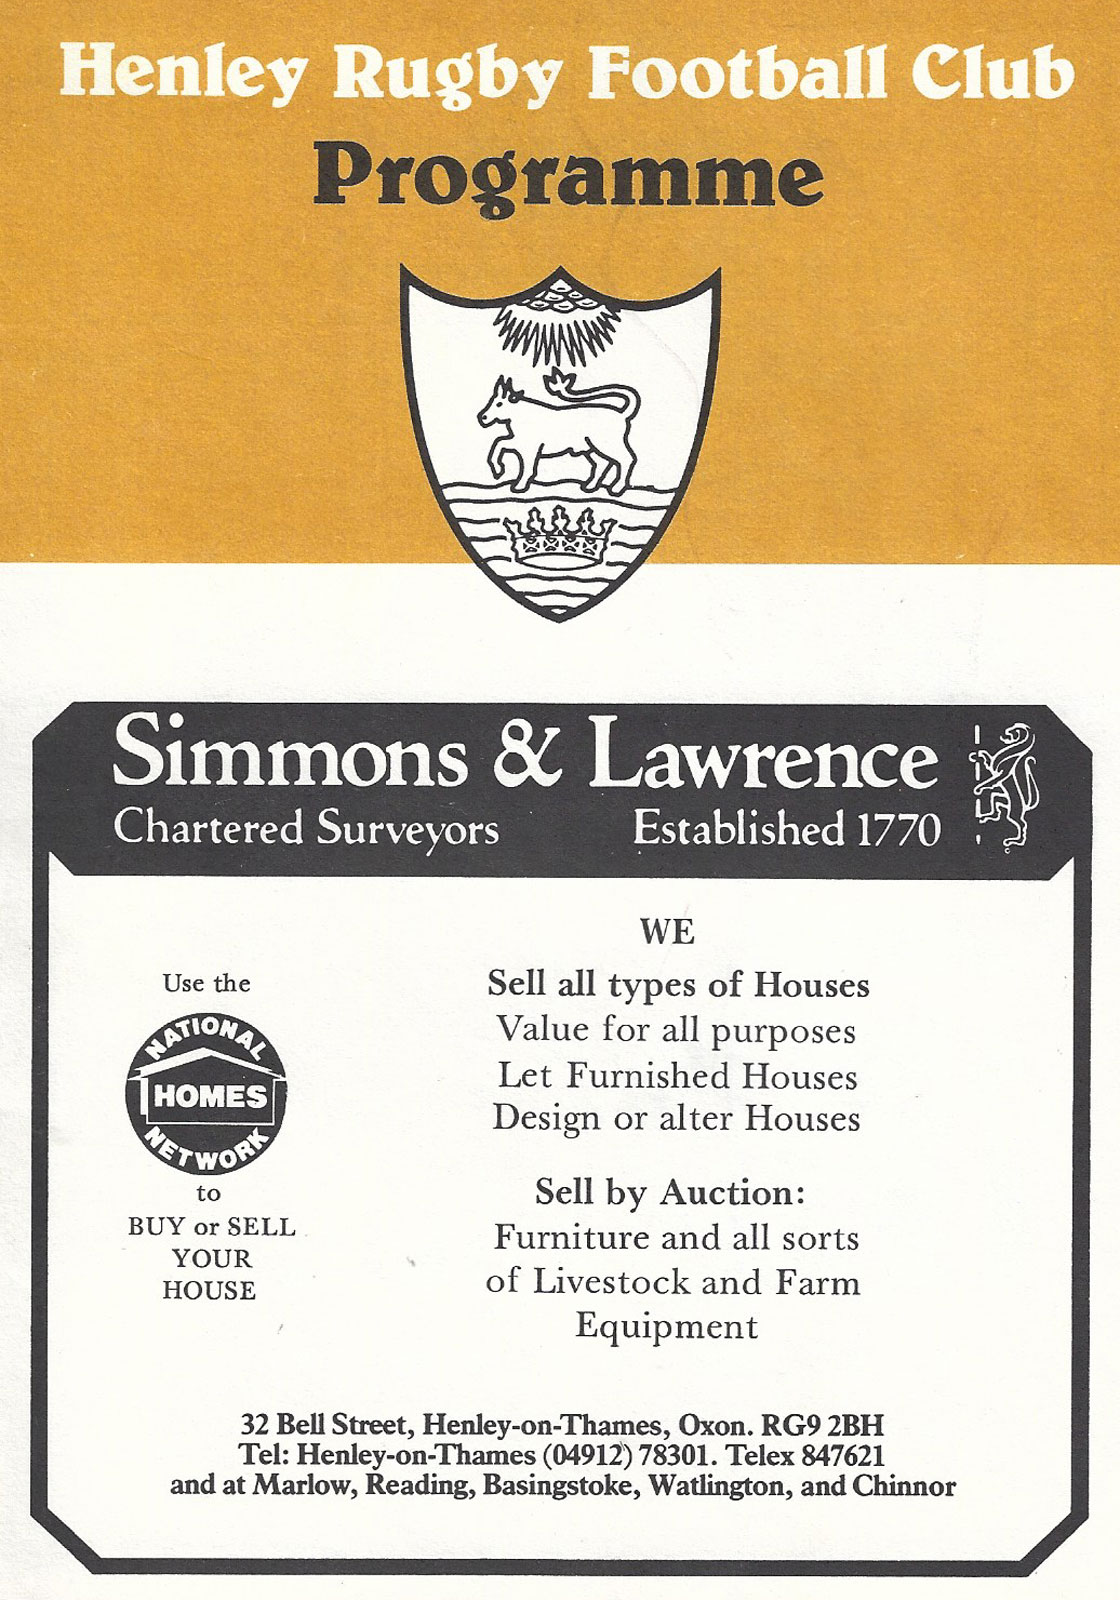 Henley Rugby Football Club
Programme
Simmons & Lawrence
Chartered Surveyors Established 1770
WE
Sell all types of Houses
Value for all purposes
Let Furnished Houses
Design or alter Houses
Sell by Auction:
Furniture and all sorts
of Livestock and Farm
Equipment
Use the
NATIONAL
HOMES
NETWORK
to
BUY or SELL
YOUR
HOUSE
32 Bell Street, Henley-on-Thames, Oxon. RG9 2BH
Tel: Henley-on-Thames (04912) 78301. Telex 847621
and at Marlow, Reading, Basingstoke, Watlington, and Chinnor